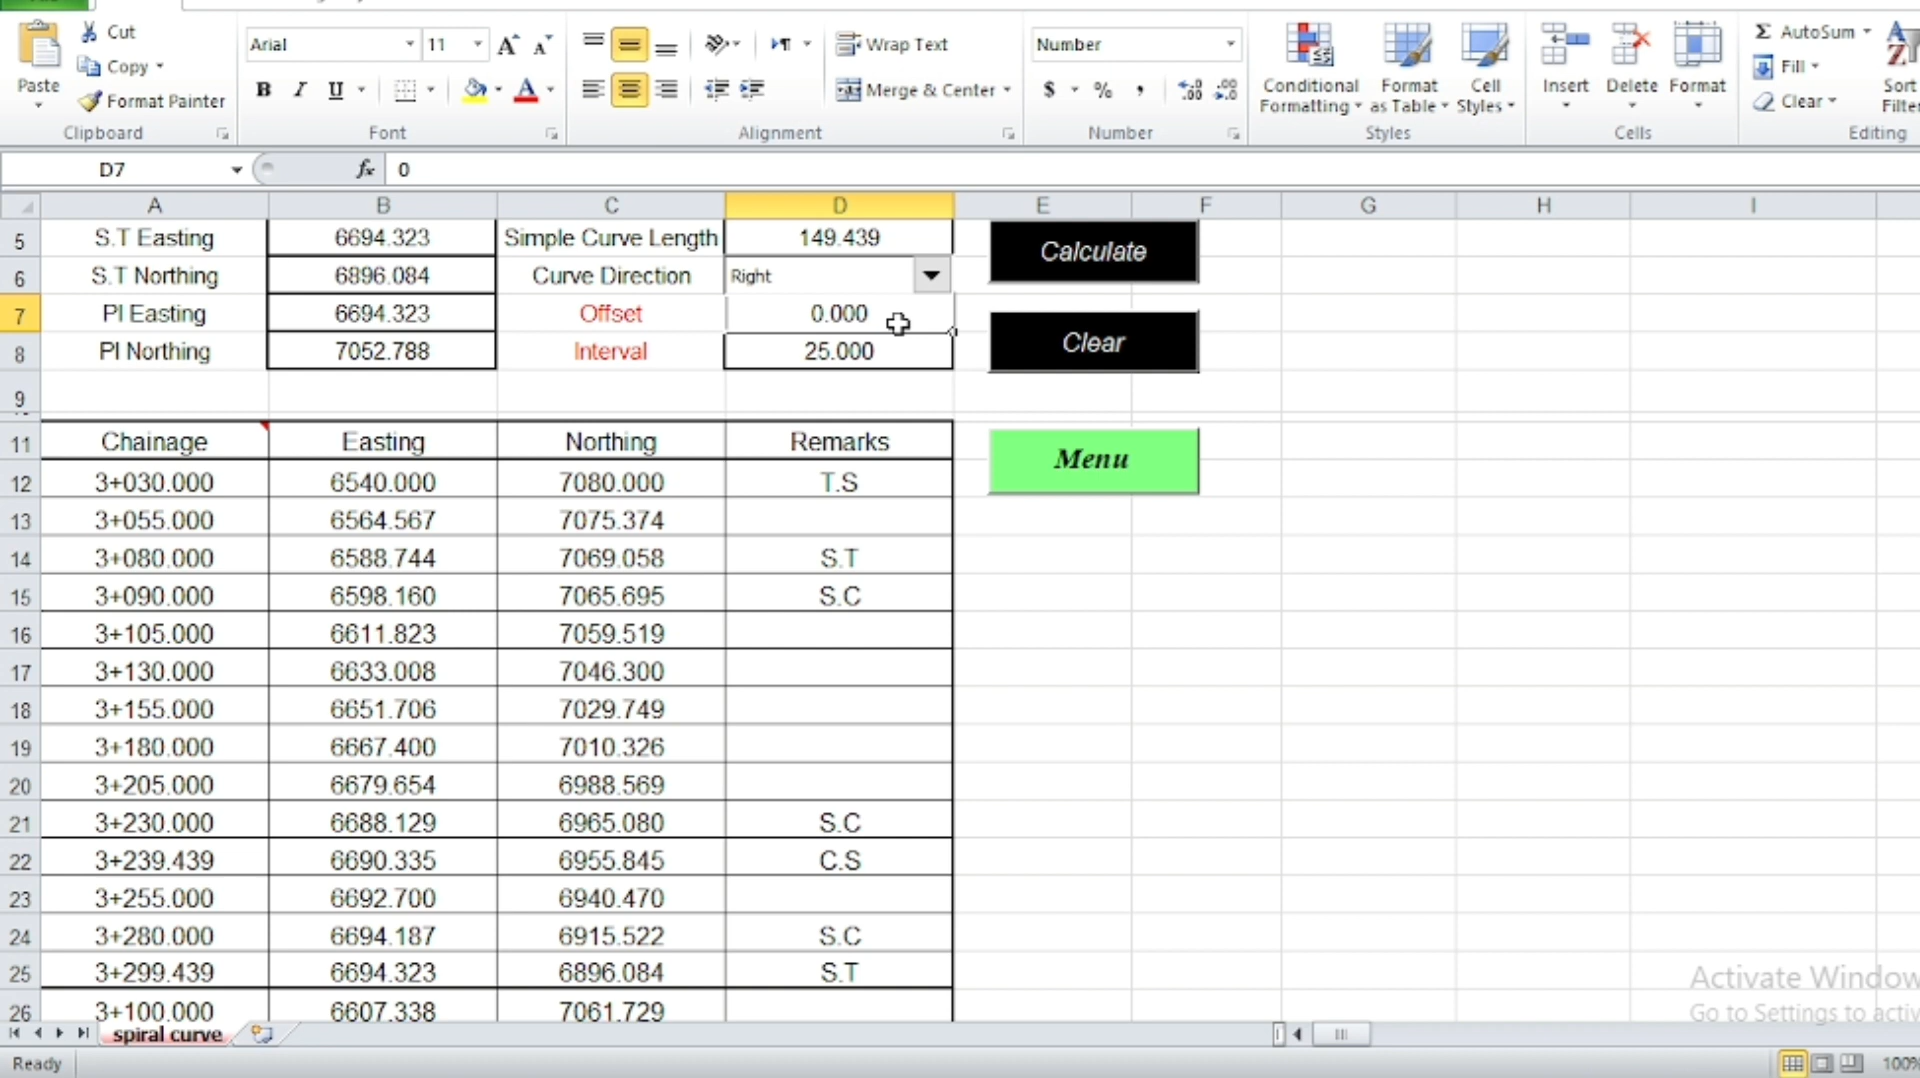 Cut
Copy
Format Painter
Paste
Clipboard
Arial
11
A A
B I U A
Font
Wrap Text
Merge & Center
Alignment
Number
$ % ,
Number
Conditional Formatting
Format as Table
Cell Styles
Styles
Insert
Delete
Format
Cells
Σ AutoSum
Fill
Clear
Sort
Editing
D7 fx 0
A B C D E F G H I
5 S.T Easting 6694.323 Simple Curve Length 149.439
6 S.T Northing 6896.084 Curve Direction Right
7 PI Easting 6694.323 Offset 0.000
8 PI Northing 7052.788 Interval 25.000
9
Calculate
Clear
Menu
11 Chainage Easting Northing Remarks
12 3+030.000 6540.000 7080.000 T.S
13 3+055.000 6564.567 7075.374
14 3+080.000 6588.744 7069.058 S.T
15 3+090.000 6598.160 7065.695 S.C
16 3+105.000 6611.823 7059.519
17 3+130.000 6633.008 7046.300
18 3+155.000 6651.706 7029.749
19 3+180.000 6667.400 7010.326
20 3+205.000 6679.654 6988.569
21 3+230.000 6688.129 6965.080 S.C
22 3+239.439 6690.335 6955.845 C.S
23 3+255.000 6692.700 6940.470
24 3+280.000 6694.187 6915.522 S.C
25 3+299.439 6694.323 6896.084 S.T
26 3+100.000 6607.338 7061.729
Activate Window
Go to Settings to activ
spiral curve
Ready
100%